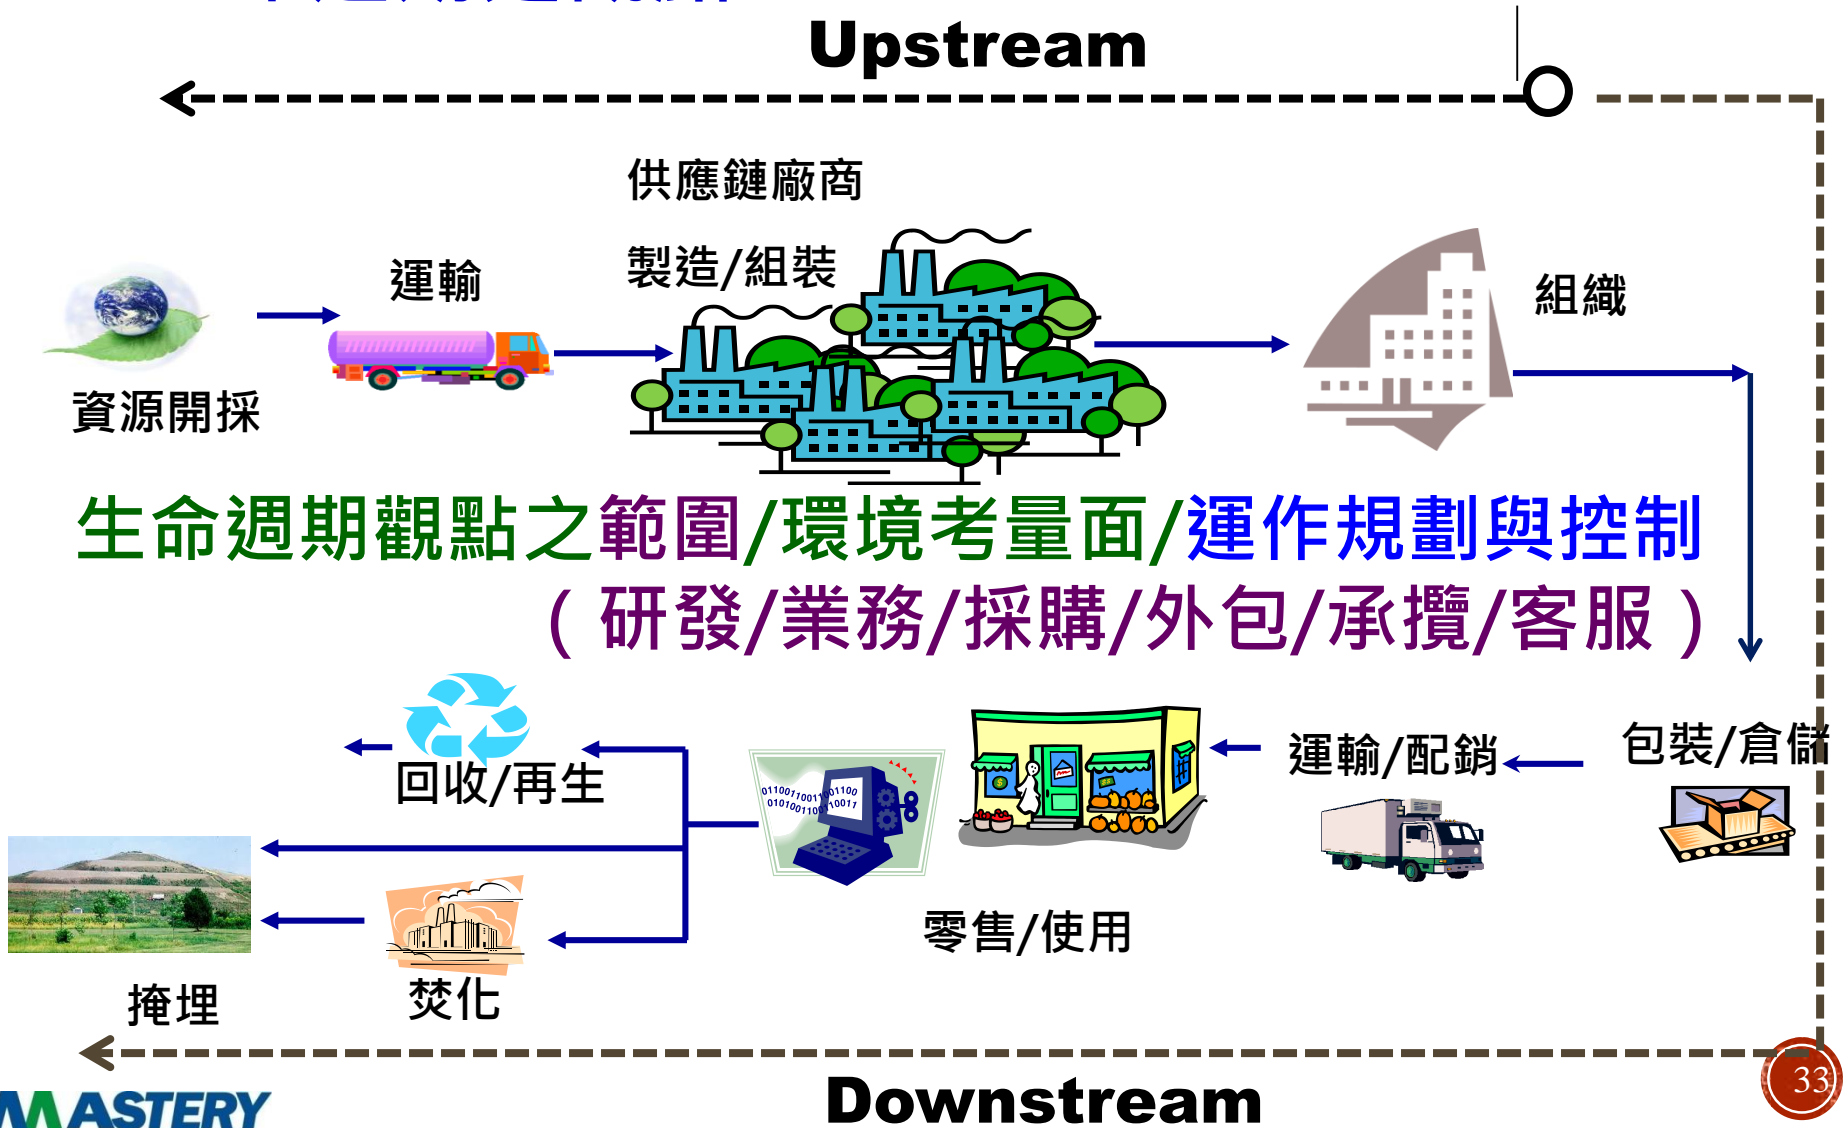 Upstream
供應鏈廠商
製造/組裝
運輸
組織
資源開採
生命週期觀點之範圍/環境考量面/運作規劃與控制
（研發/業務/採購/外包/承攬/客服）
包裝/倉儲
運輸/配銷
回收/再生
零售/使用
焚化
掩埋
Downstream
MASTERY
33